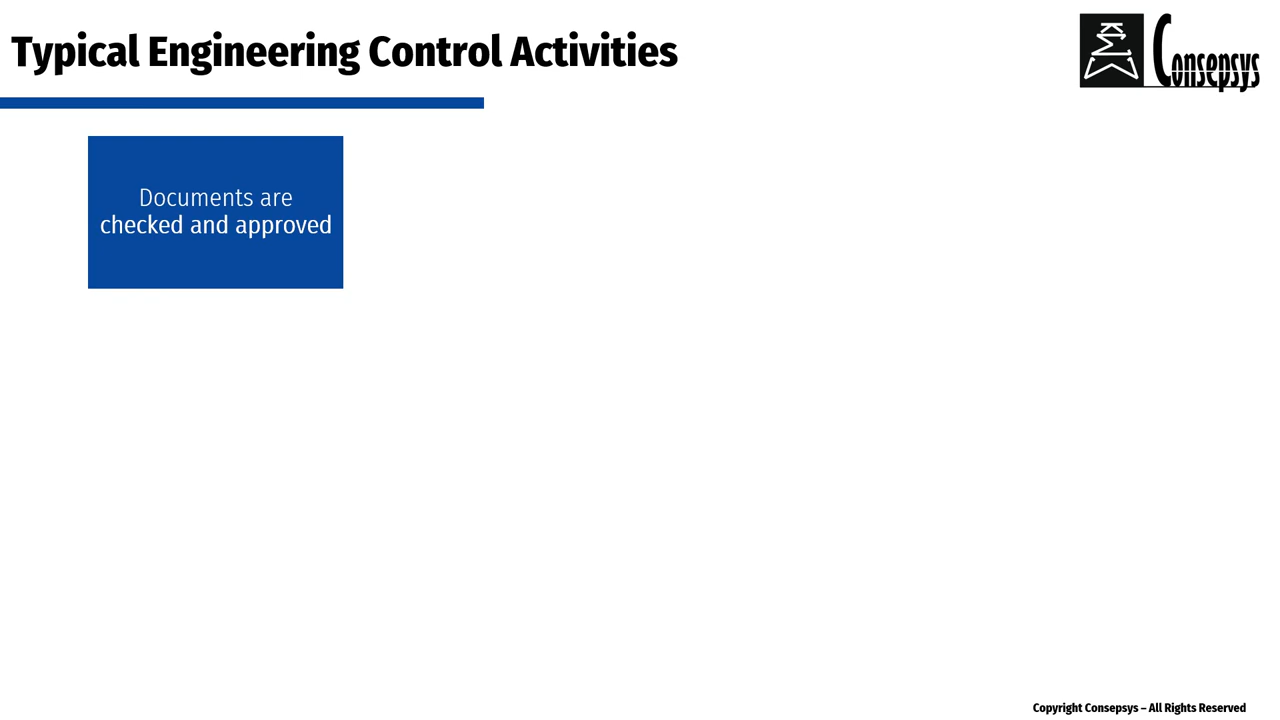 Typical Engineering Control Activities
Consepsys
Documents are
checked and approved
Copyright Consepsys – All Rights Reserved